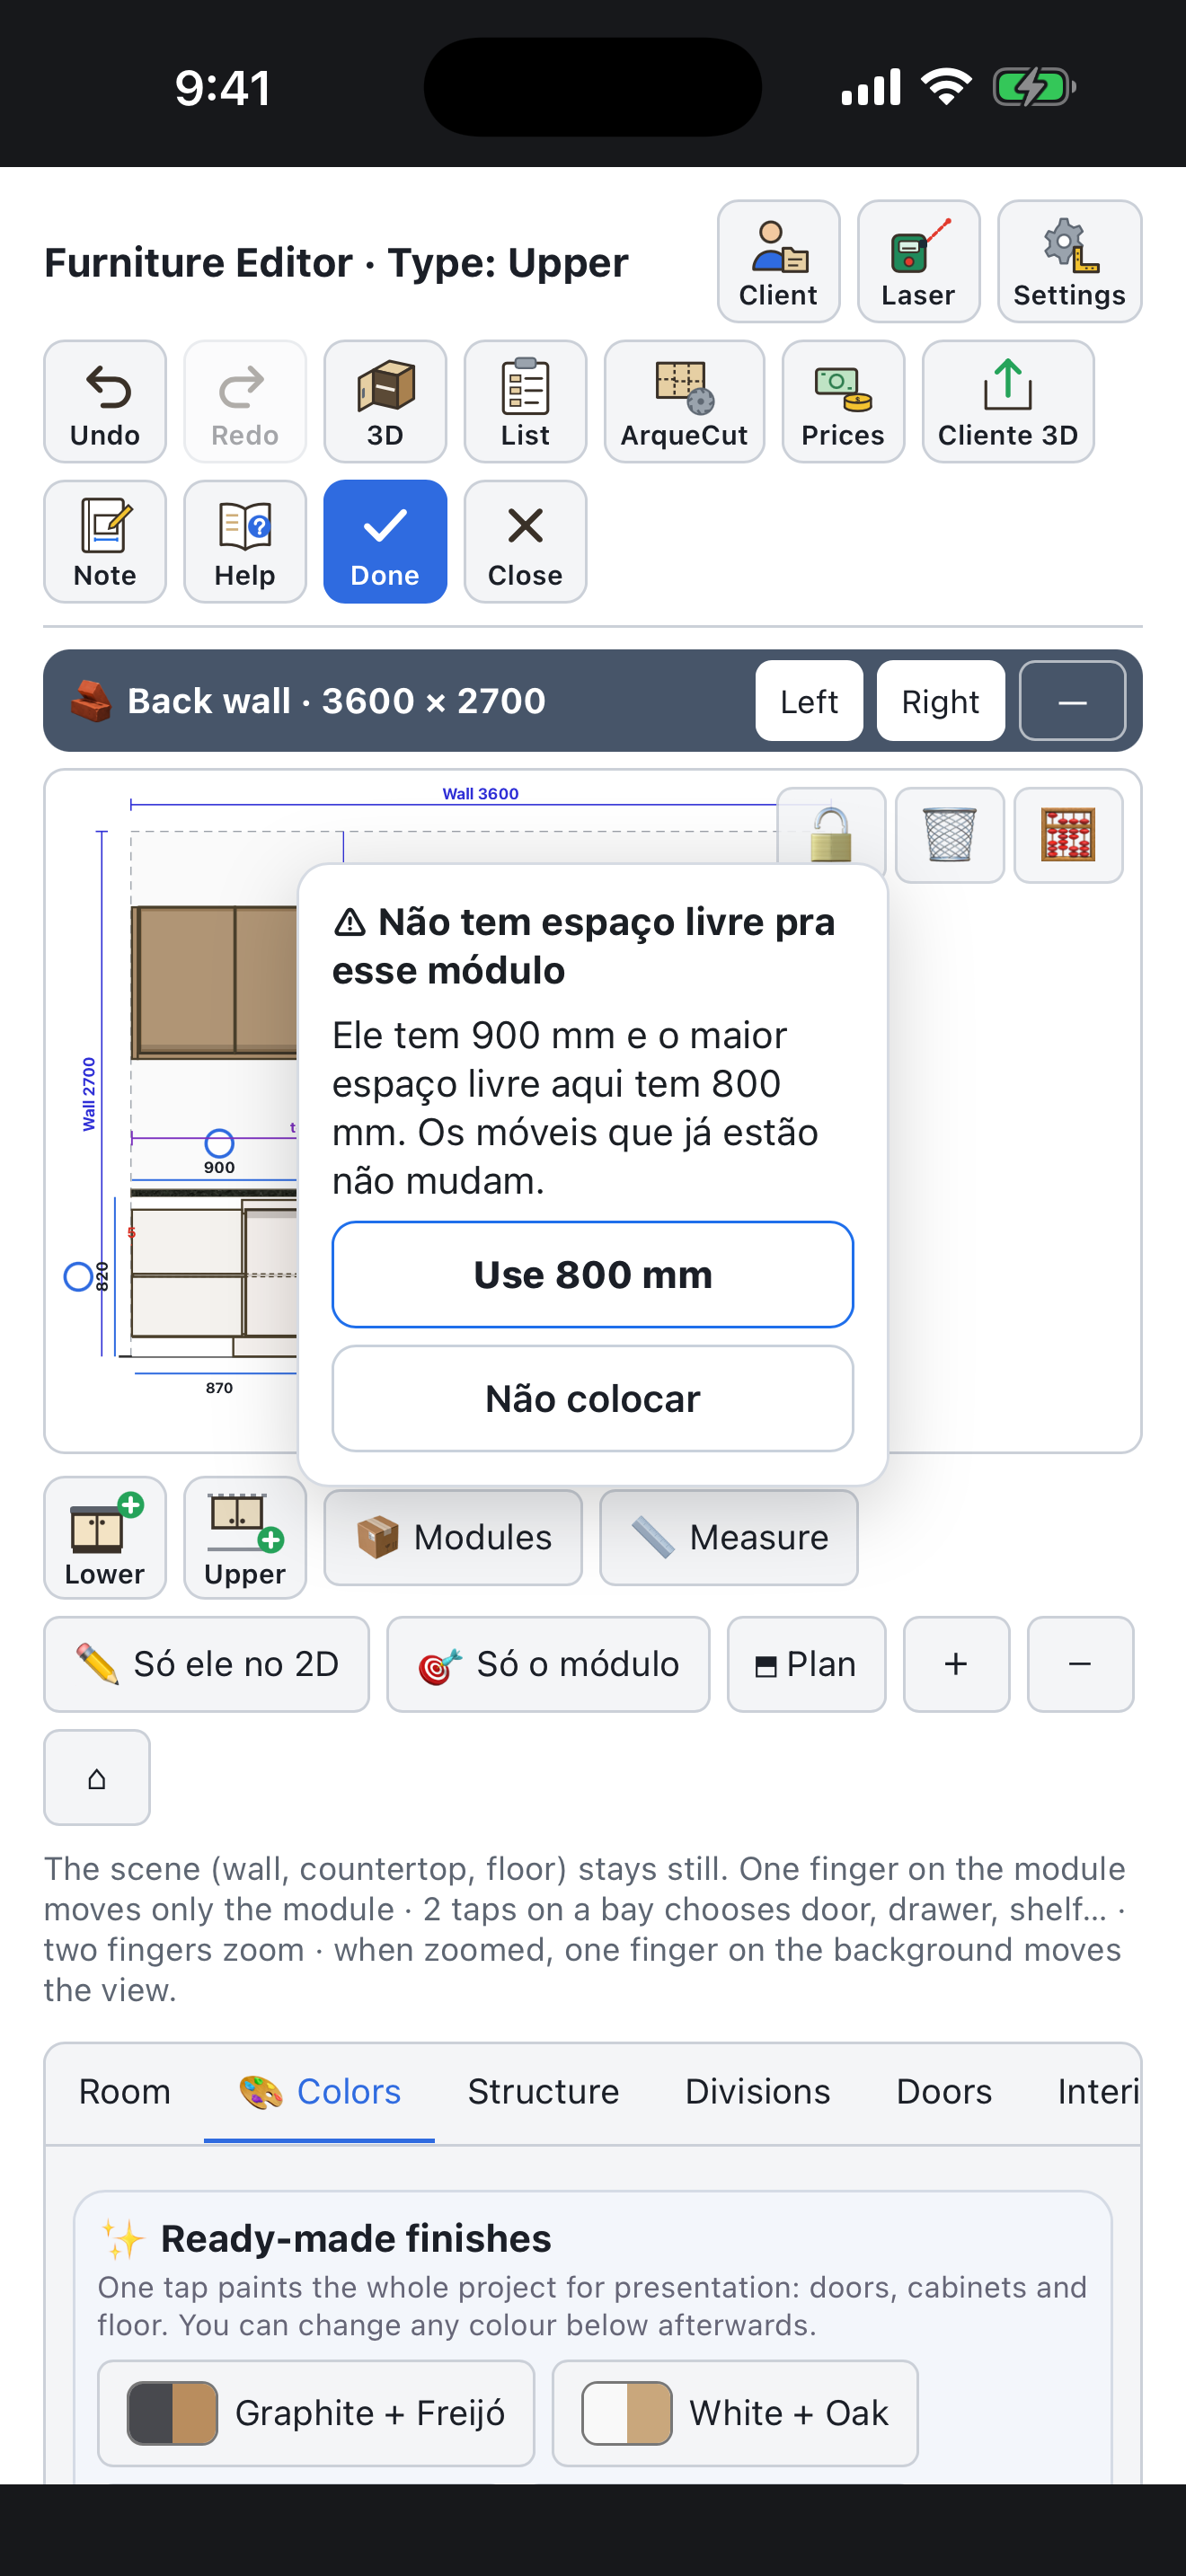 9:41
Furniture Editor · Type: Upper
Client
Laser
Settings
Undo
Redo
3D
List
ArqueCut
Prices
Cliente 3D
Note
Help
Done
Close
Back wall · 3600 × 2700
Left
Right
—
Wall 3600
Wall 2700
⚠ Não tem espaço livre pra
esse módulo
Ele tem 900 mm e o maior
espaço livre aqui tem 800
mm. Os móveis que já estão
não mudam.
Use 800 mm
Não colocar
900
5
820
870
Lower
Upper
Modules
Measure
Só ele no 2D
Só o módulo
Plan
+
−
The scene (wall, countertop, floor) stays still. One finger on the module
moves only the module · 2 taps on a bay chooses door, drawer, shelf... ·
two fingers zoom · when zoomed, one finger on the background moves
the view.
Room
Colors
Structure
Divisions
Doors
Interi
Ready-made finishes
One tap paints the whole project for presentation: doors, cabinets and
floor. You can change any colour below afterwards.
Graphite + Freijó
White + Oak